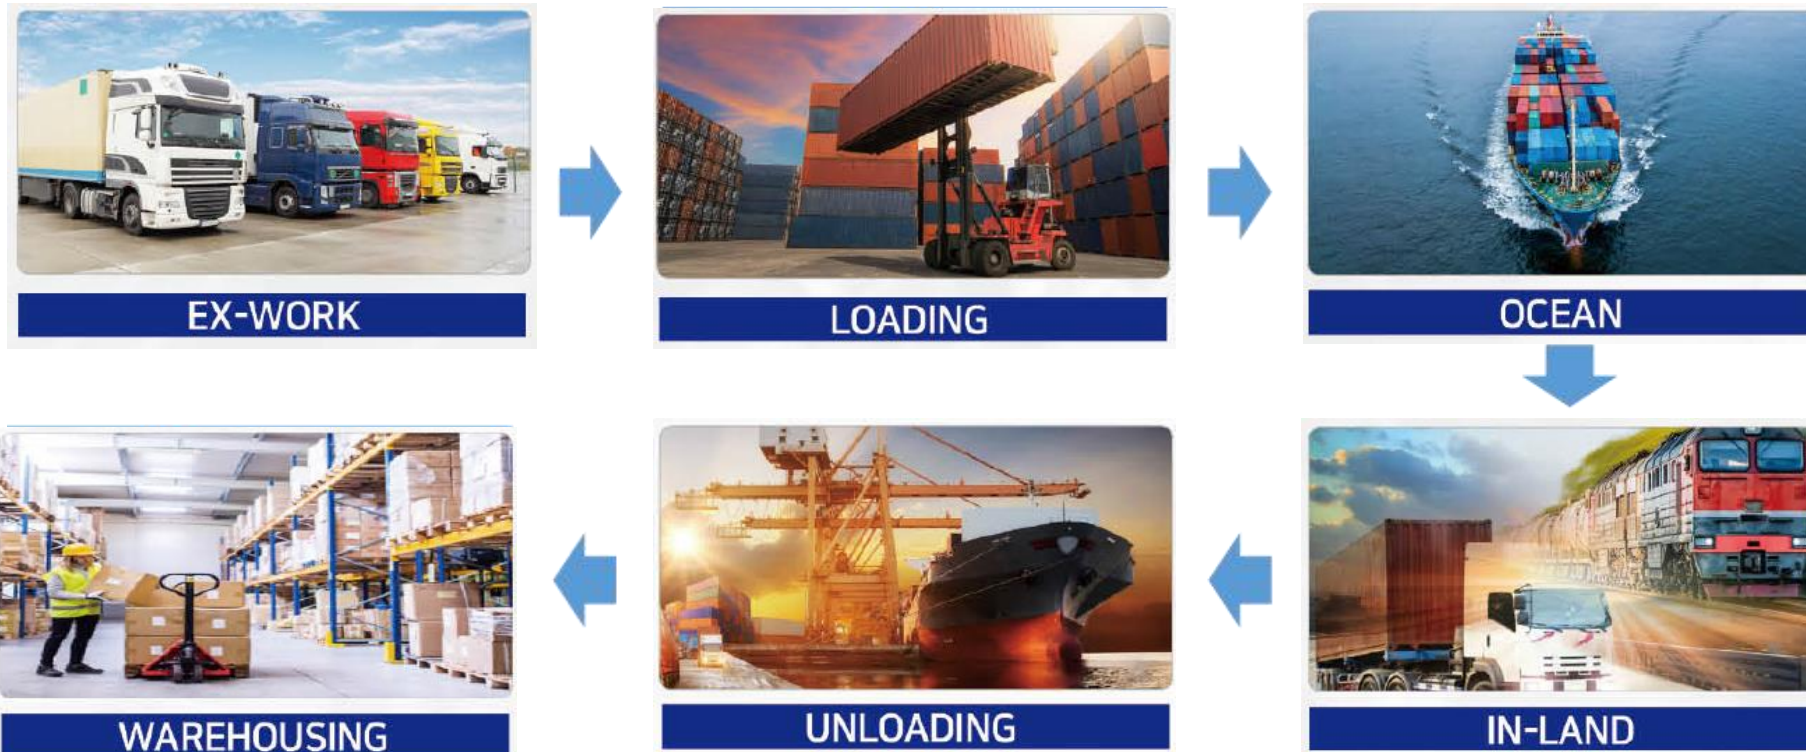 EX-WORK
LOADING
OCEAN
IN-LAND
UNLOADING
WAREHOUSING